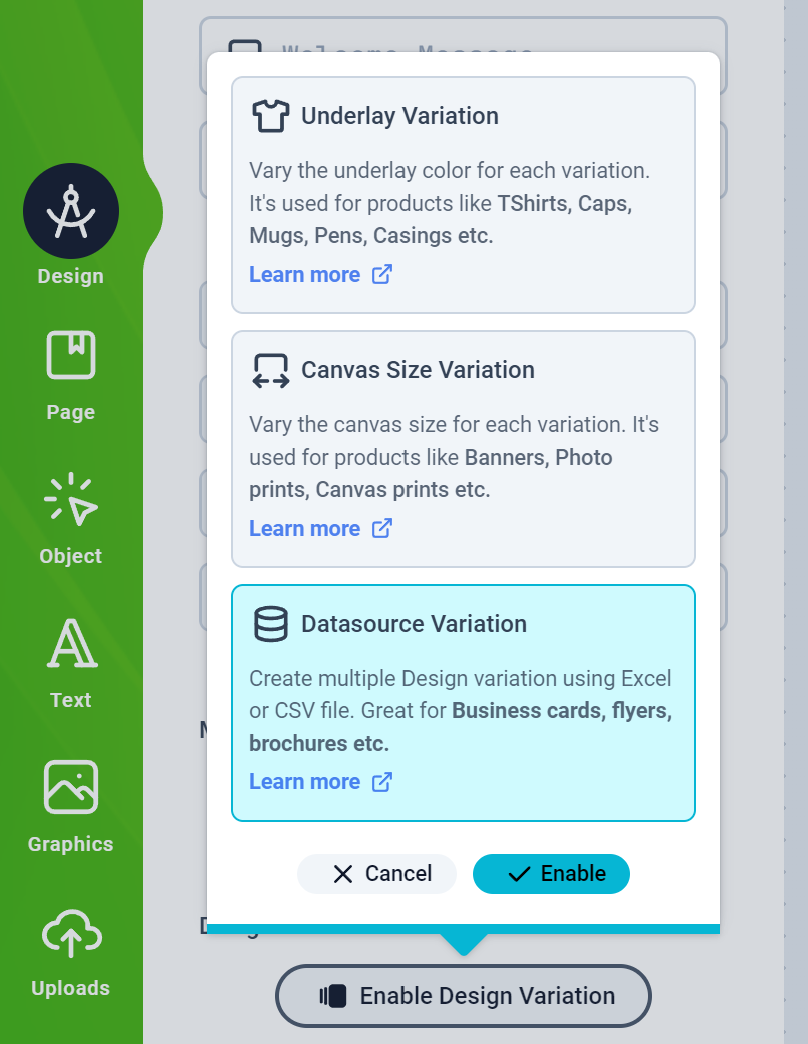 Welcome Message
Underlay Variation
Vary the underlay color for each variation.
It's used for products like TShirts, Caps,
Mugs, Pens, Casings etc.
Learn more
Canvas Size Variation
Vary the canvas size for each variation. It's
used for products like Banners, Photo
prints, Canvas prints etc.
Learn more
Datasource Variation
Create multiple Design variation using Excel
or CSV file. Great for Business cards, flyers,
brochures etc.
Learn more
Cancel
Enable
Enable Design Variation
Design
Page
Object
Text
Graphics
Uploads